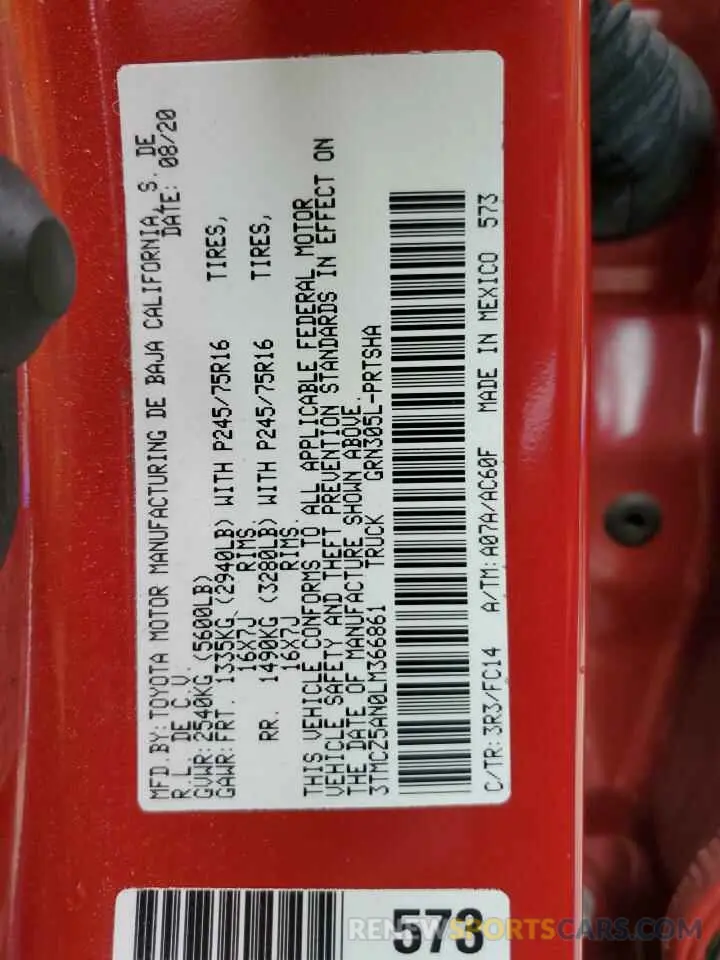 MFD.BY:TOYOTA MOTOR MANUFACTURING DE BAJA CALIFORNIA, S. DE
R.L. DE C.V. DATE: 08/20
GVWR:2540KG (5600LB)
GAWR:FRT. 1335KG (2940LB) WITH P245/75R16 TIRES,
16X7J RIMS
RR. 1490KG (3280LB) WITH P245/75R16 TIRES,
16X7J RIMS.
THIS VEHICLE CONFORMS TO ALL APPLICABLE FEDERAL MOTOR
VEHICLE SAFETY AND THEFT PREVENTION STANDARDS IN EFFECT ON
THE DATE OF MANUFACTURE SHOWN ABOVE.
3TMCZ5AN0LM366861 TRUCK GRN305L-PRTSHA
C/TR:3R3/FC14 A/TM:A07A/AC60F MADE IN MEXICO 573
573
RENEWSPORTSCARS.COM